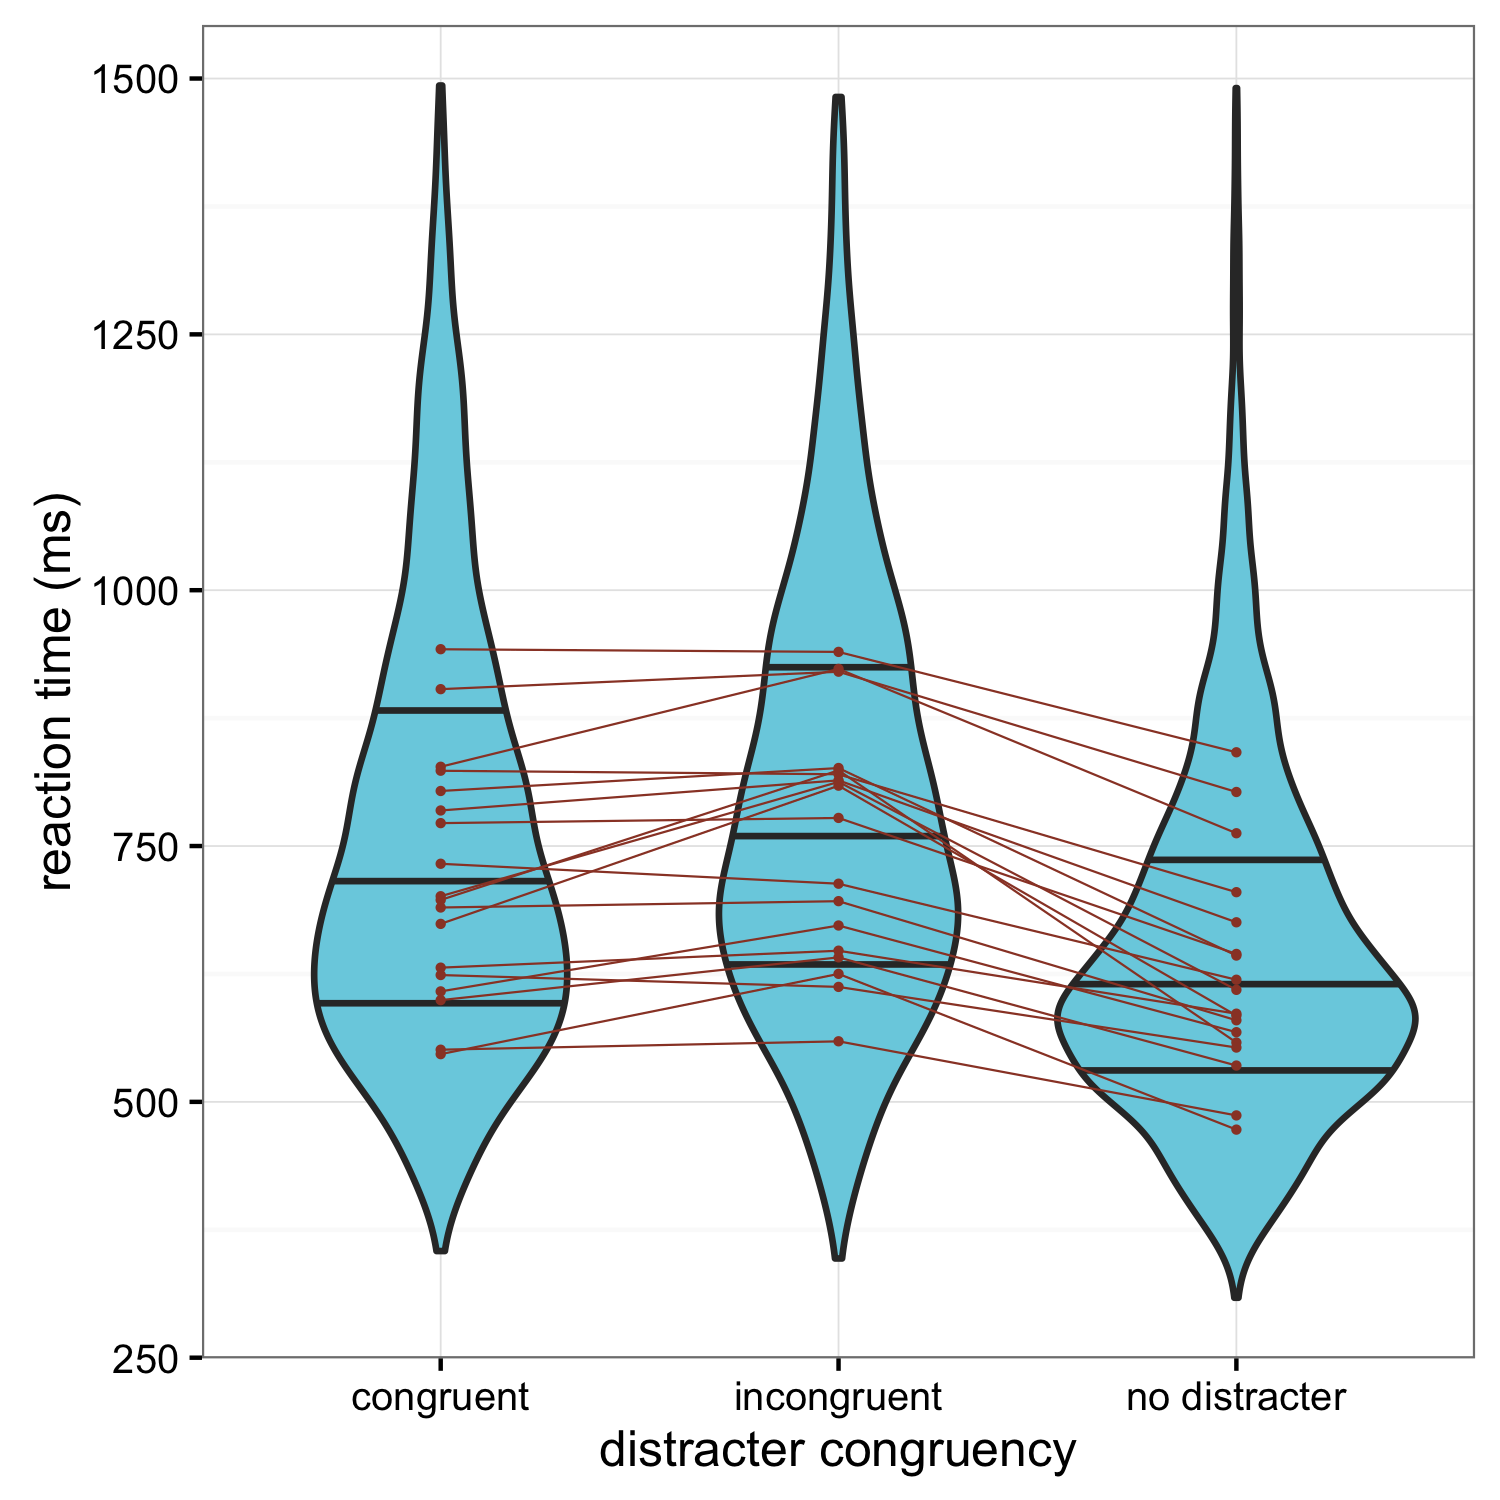 reaction time (ms)
1500
1250
1000
750
500
250
congruent incongruent no distracter
distracter congruency